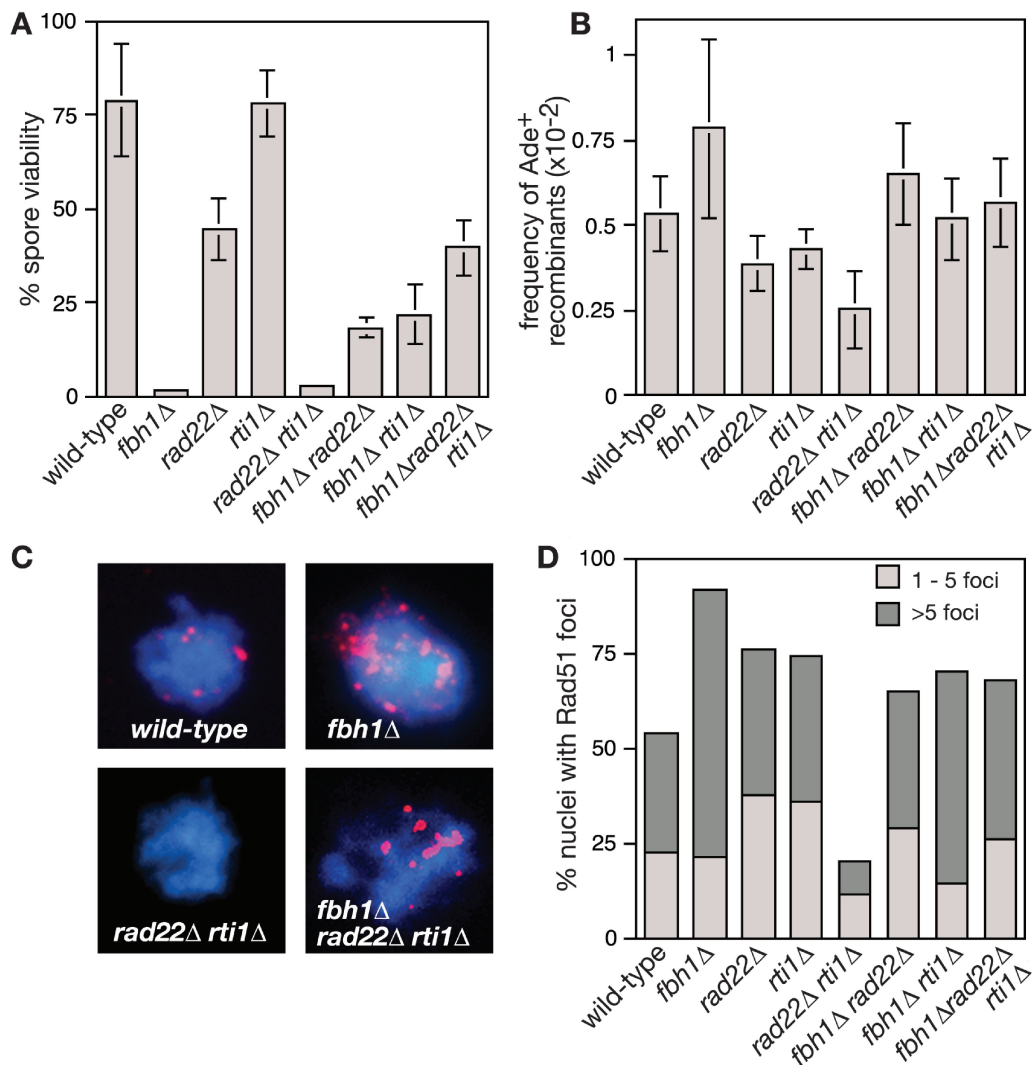 A
% spore viability
100
75
50
25
0
wild-type
fbh1Δ
rad22Δ
rti1Δ
rad22Δ rti1Δ
fbh1Δ rad22Δ
fbh1Δ rti1Δ
fbh1Δrad22Δ
rti1Δ
B
frequency of Ade+
recombinants (x10-2)
1
0.75
0.5
0.25
0
wild-type
fbh1Δ
rad22Δ
rti1Δ
rad22Δ rti1Δ
fbh1Δ rad22Δ
fbh1Δ rti1Δ
fbh1Δrad22Δ
rti1Δ
C
wild-type
fbh1Δ
rad22Δ rti1Δ
fbh1Δ
rad22Δ rti1Δ
D
% nuclei with Rad51 foci
100
75
50
25
0
1 - 5 foci
>5 foci
wild-type
fbh1Δ
rad22Δ
rti1Δ
rad22Δ rti1Δ
fbh1Δ rad22Δ
fbh1Δ rti1Δ
fbh1Δrad22Δ
rti1Δ